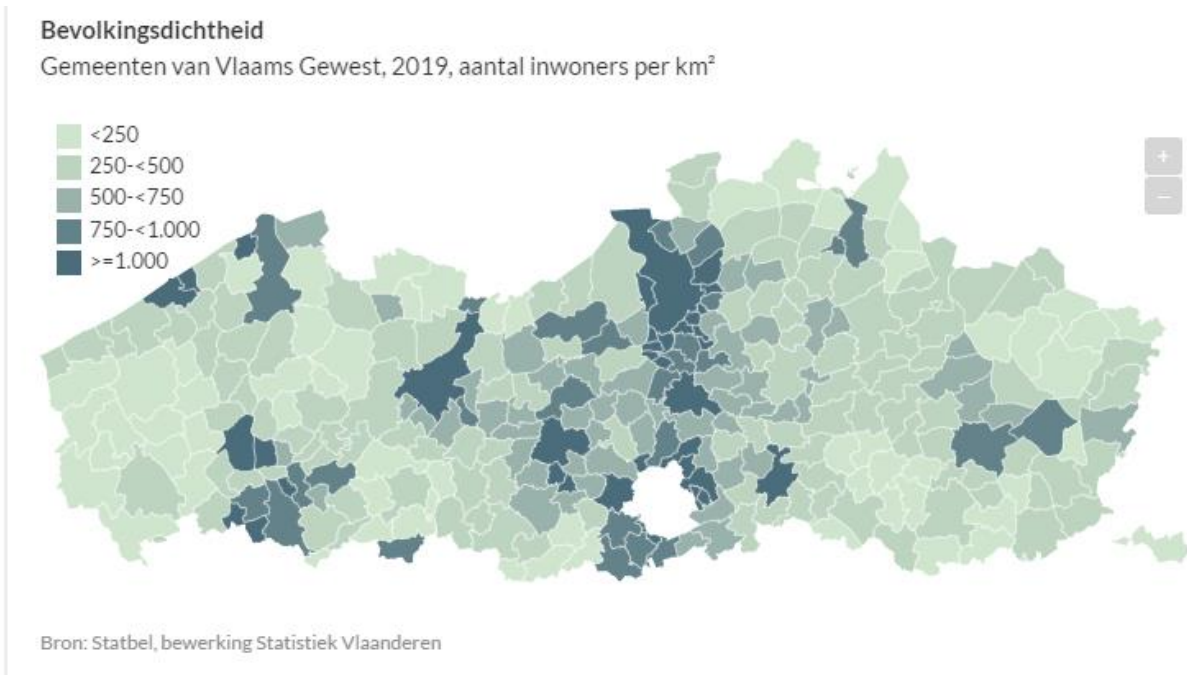 Bevolkingsdichtheid
Gemeenten van Vlaams Gewest, 2019, aantal inwoners per km²
<250
250-<500
500-<750
750-<1.000
>=1.000
+
–
Bron: Statbel, bewerking Statistiek Vlaanderen